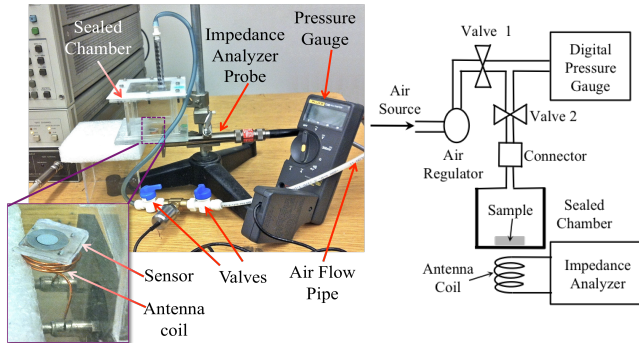 Sealed
Chamber
Impedance
Analyzer
Probe
Pressure
Gauge
Sensor
Antenna
coil
Valves
Air Flow
Pipe
Valve 1
Digital
Pressure
Gauge
Air
Source
Valve 2
Air
Regulator
Connector
Sample
Sealed
Chamber
Antenna
Coil
Impedance
Analyzer